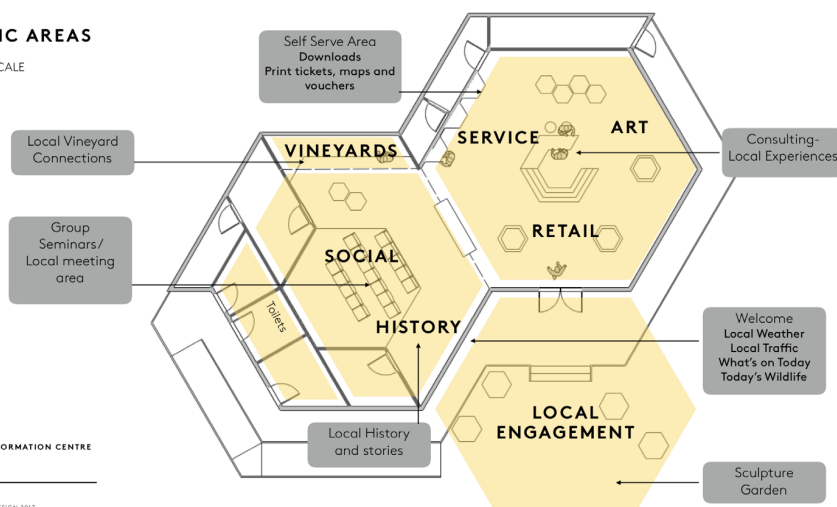 IC AREAS
CALE
Self Serve Area
Downloads
Print tickets, maps and
vouchers
Local Vineyard
Connections
VINEYARDS
SERVICE
ART
Consulting-
Local Experiences
Group
Seminars/
Local meeting
area
SOCIAL
RETAIL
Toilets
HISTORY
Welcome
Local Weather
Local Traffic
What's on Today
Today's Wildlife
LOCAL
ENGAGEMENT
Local History
and stories
ORMATION CENTRE
Sculpture
Garden